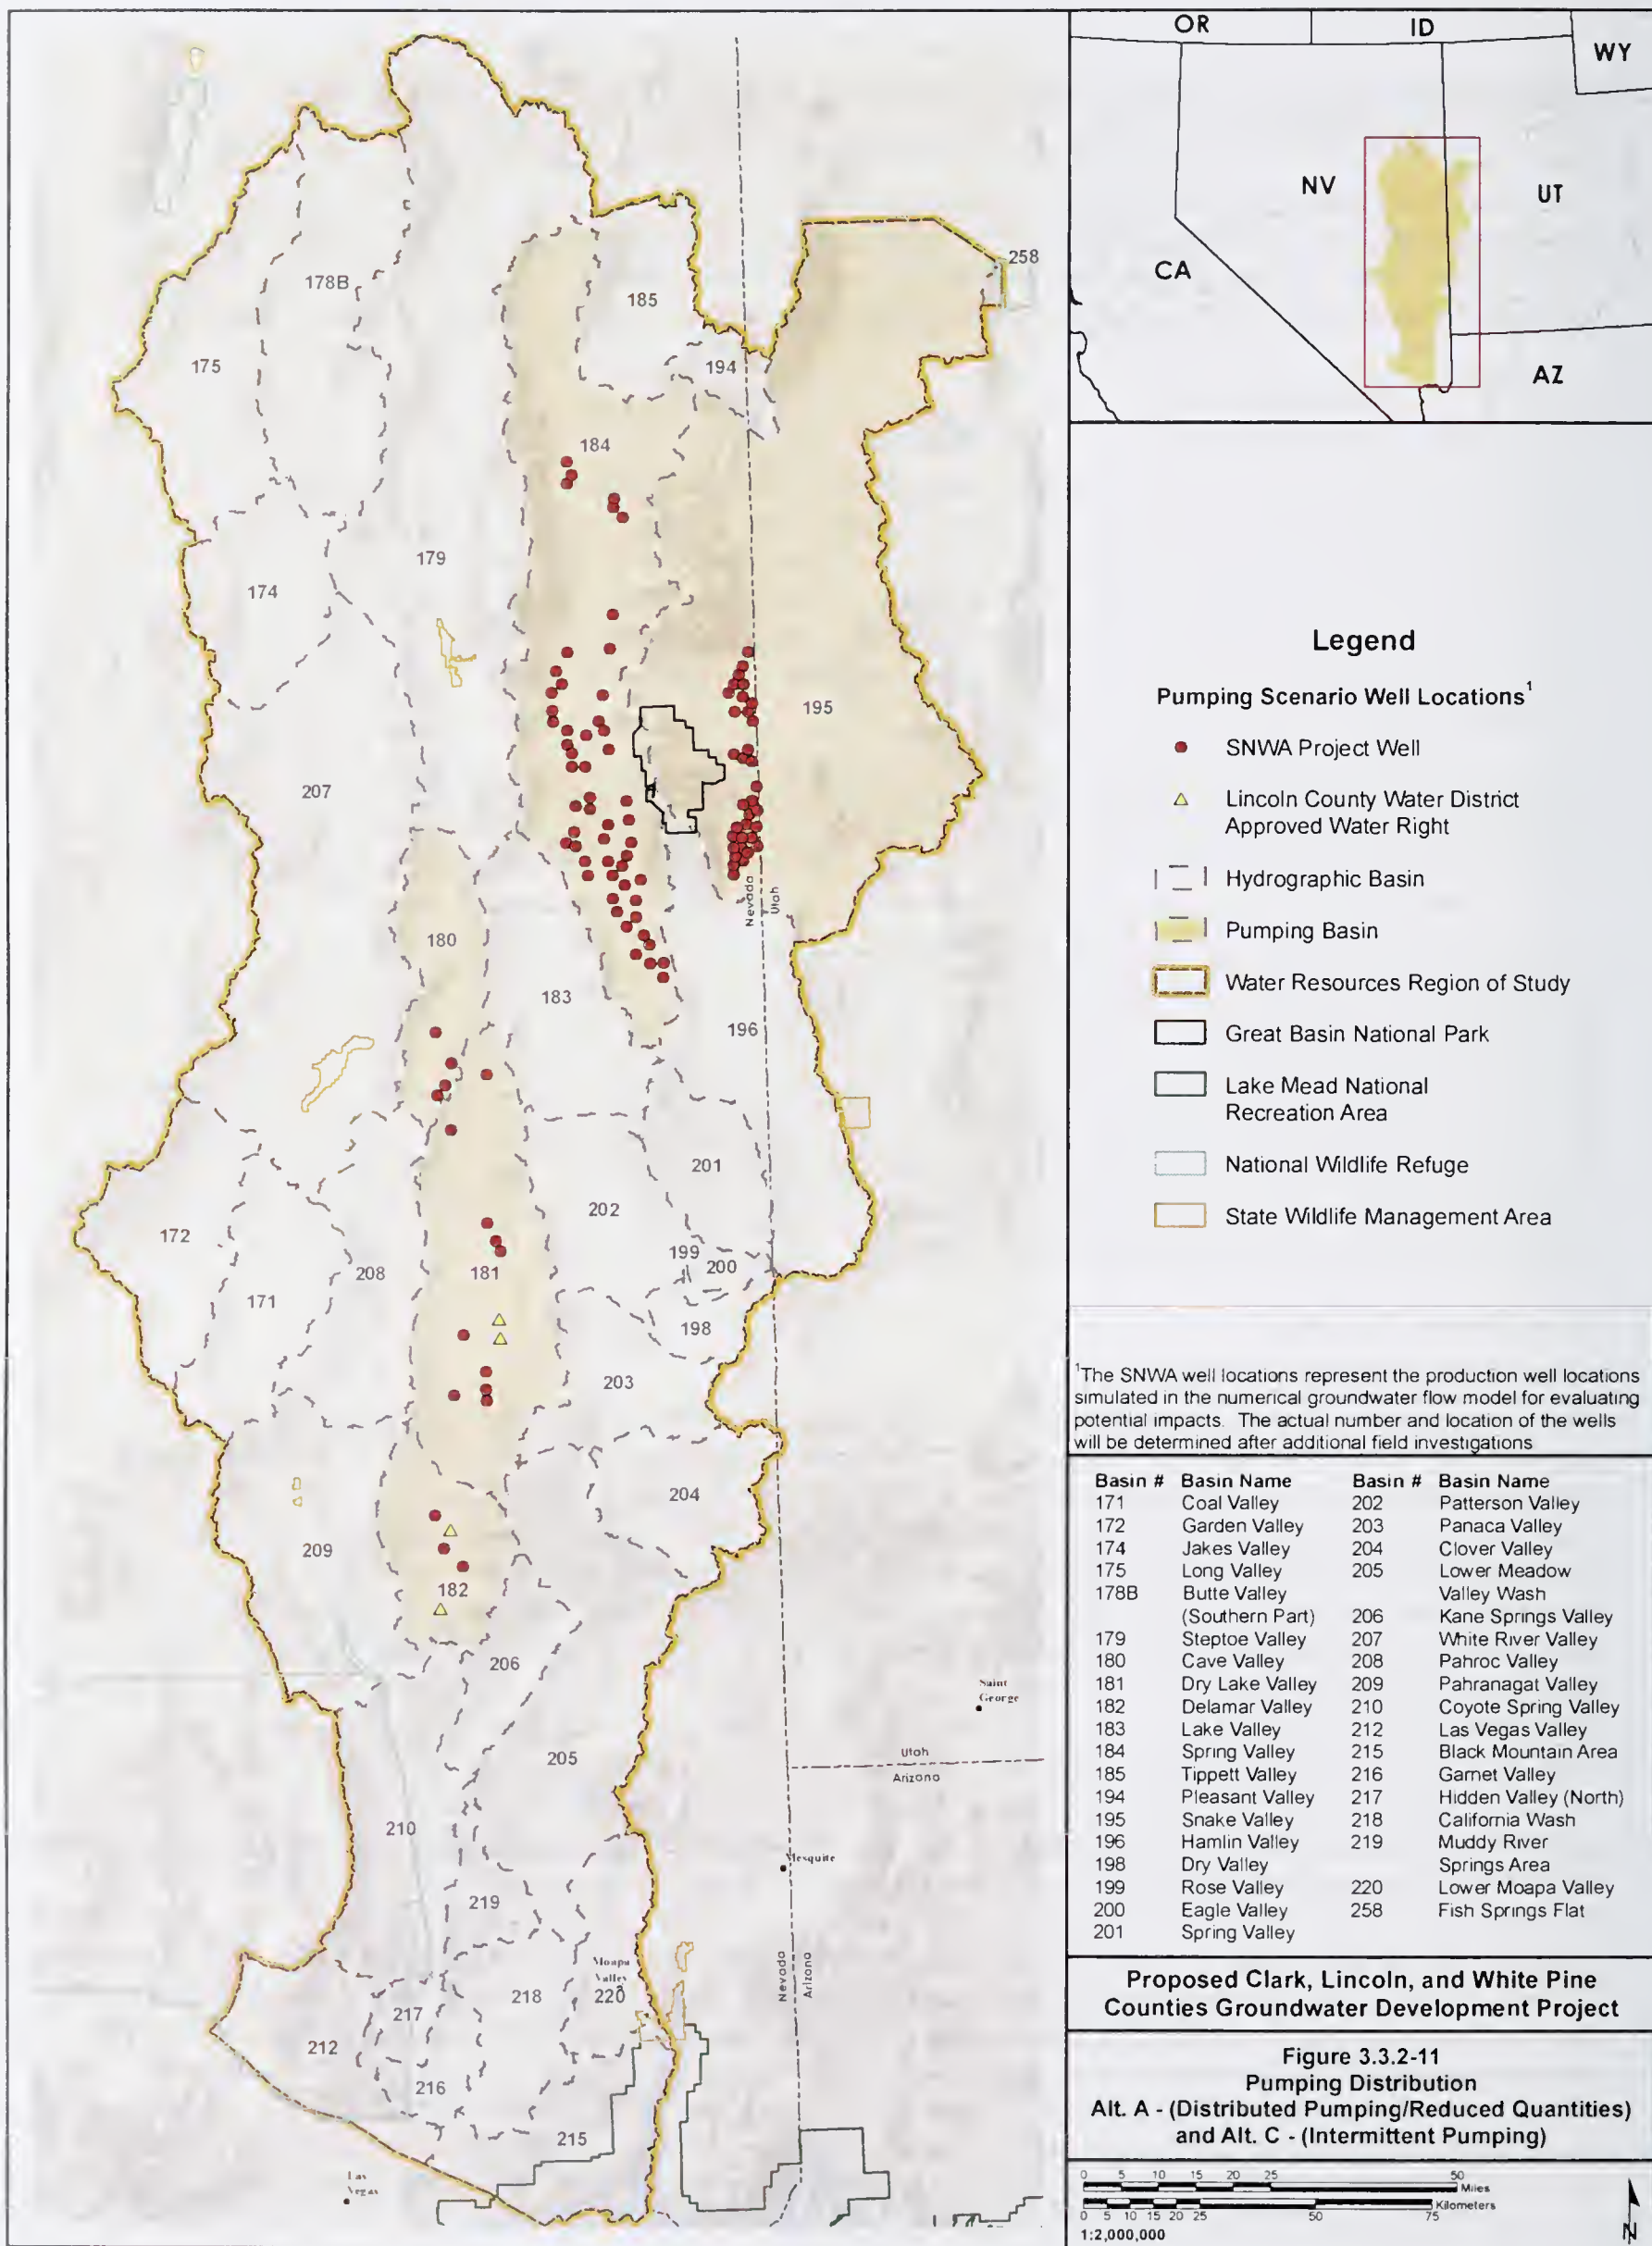 OR
ID
WY
NV
UT
CA
AZ
258
185
178B
175
194
184
179
174
195
207
Nevada
Utah
180
183
196
201
202
172
199
200
208
181
171
198
203
204
209
182
206
Saint
George
Utah
Arizona
205
210
Mesquite
219
Nevada
Arizona
Moapa
Valley
218
220
217
212
216
215
Las
Vegas
Legend
Pumping Scenario Well Locations¹
SNWA Project Well
Lincoln County Water District
Approved Water Right
Hydrographic Basin
Pumping Basin
Water Resources Region of Study
Great Basin National Park
Lake Mead National
Recreation Area
National Wildlife Refuge
State Wildlife Management Area
¹The SNWA well locations represent the production well locations
simulated in the numerical groundwater flow model for evaluating
potential impacts. The actual number and location of the wells
will be determined after additional field investigations
Basin # Basin Name Basin # Basin Name
171 Coal Valley 202 Patterson Valley
172 Garden Valley 203 Panaca Valley
174 Jakes Valley 204 Clover Valley
175 Long Valley 205 Lower Meadow
178B Butte Valley Valley Wash
(Southern Part) 206 Kane Springs Valley
179 Steptoe Valley 207 White River Valley
180 Cave Valley 208 Pahroc Valley
181 Dry Lake Valley 209 Pahranagat Valley
182 Delamar Valley 210 Coyote Spring Valley
183 Lake Valley 212 Las Vegas Valley
184 Spring Valley 215 Black Mountain Area
185 Tippett Valley 216 Garnet Valley
194 Pleasant Valley 217 Hidden Valley (North)
195 Snake Valley 218 California Wash
196 Hamlin Valley 219 Muddy River
198 Dry Valley Springs Area
199 Rose Valley 220 Lower Moapa Valley
200 Eagle Valley 258 Fish Springs Flat
201 Spring Valley
Proposed Clark, Lincoln, and White Pine
Counties Groundwater Development Project
Figure 3.3.2-11
Pumping Distribution
Alt. A - (Distributed Pumping/Reduced Quantities)
and Alt. C - (Intermittent Pumping)
0 5 10 15 20 25 50
Miles
Kilometers
0 5 10 15 20 25 50 75
1:2,000,000
N